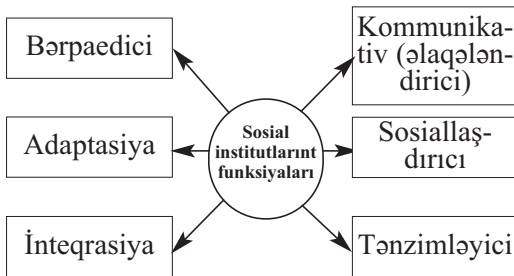 Bərpaedici
Kommunika-
tiv (əlaqələn-
dirici)
Adaptasiya
Sosial
institutlarınt
funksiyaları
Sosiallaş-
dırıcı
İnteqrasiya
Tənzimləyici